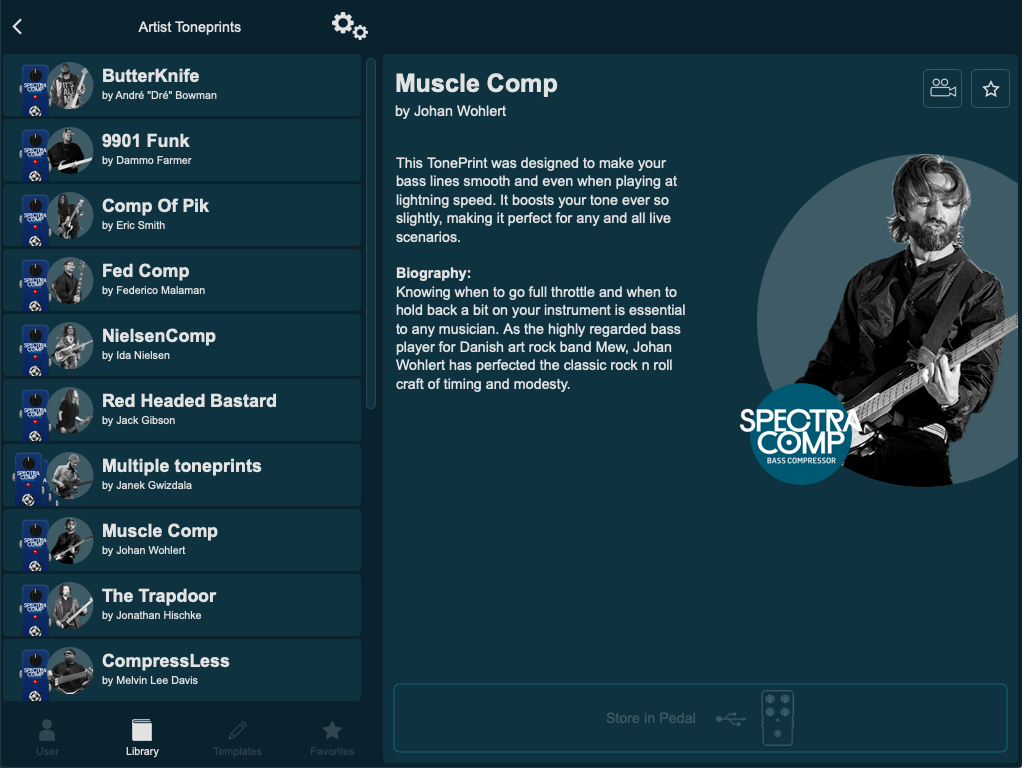 Artist Toneprints
ButterKnife
by André "Dré" Bowman
9901 Funk
by Dammo Farmer
Comp Of Pik
by Eric Smith
Fed Comp
by Federico Malaman
NielsenComp
by Ida Nielsen
Red Headed Bastard
by Jack Gibson
Multiple toneprints
by Janek Gwizdala
Muscle Comp
by Johan Wohlert
The Trapdoor
by Jonathan Hischke
CompressLess
by Melvin Lee Davis
User
Library
Templates
Favorites
Muscle Comp
by Johan Wohlert
This TonePrint was designed to make your
bass lines smooth and even when playing at
lightning speed. It boosts your tone ever so
slightly, making it perfect for any and all live
scenarios.
Biography:
Knowing when to go full throttle and when to
hold back a bit on your instrument is essential
to any musician. As the highly regarded bass
player for Danish art rock band Mew, Johan
Wohlert has perfected the classic rock n roll
craft of timing and modesty.
SPECTRA
COMP
BASS COMPRESSOR
Store in Pedal